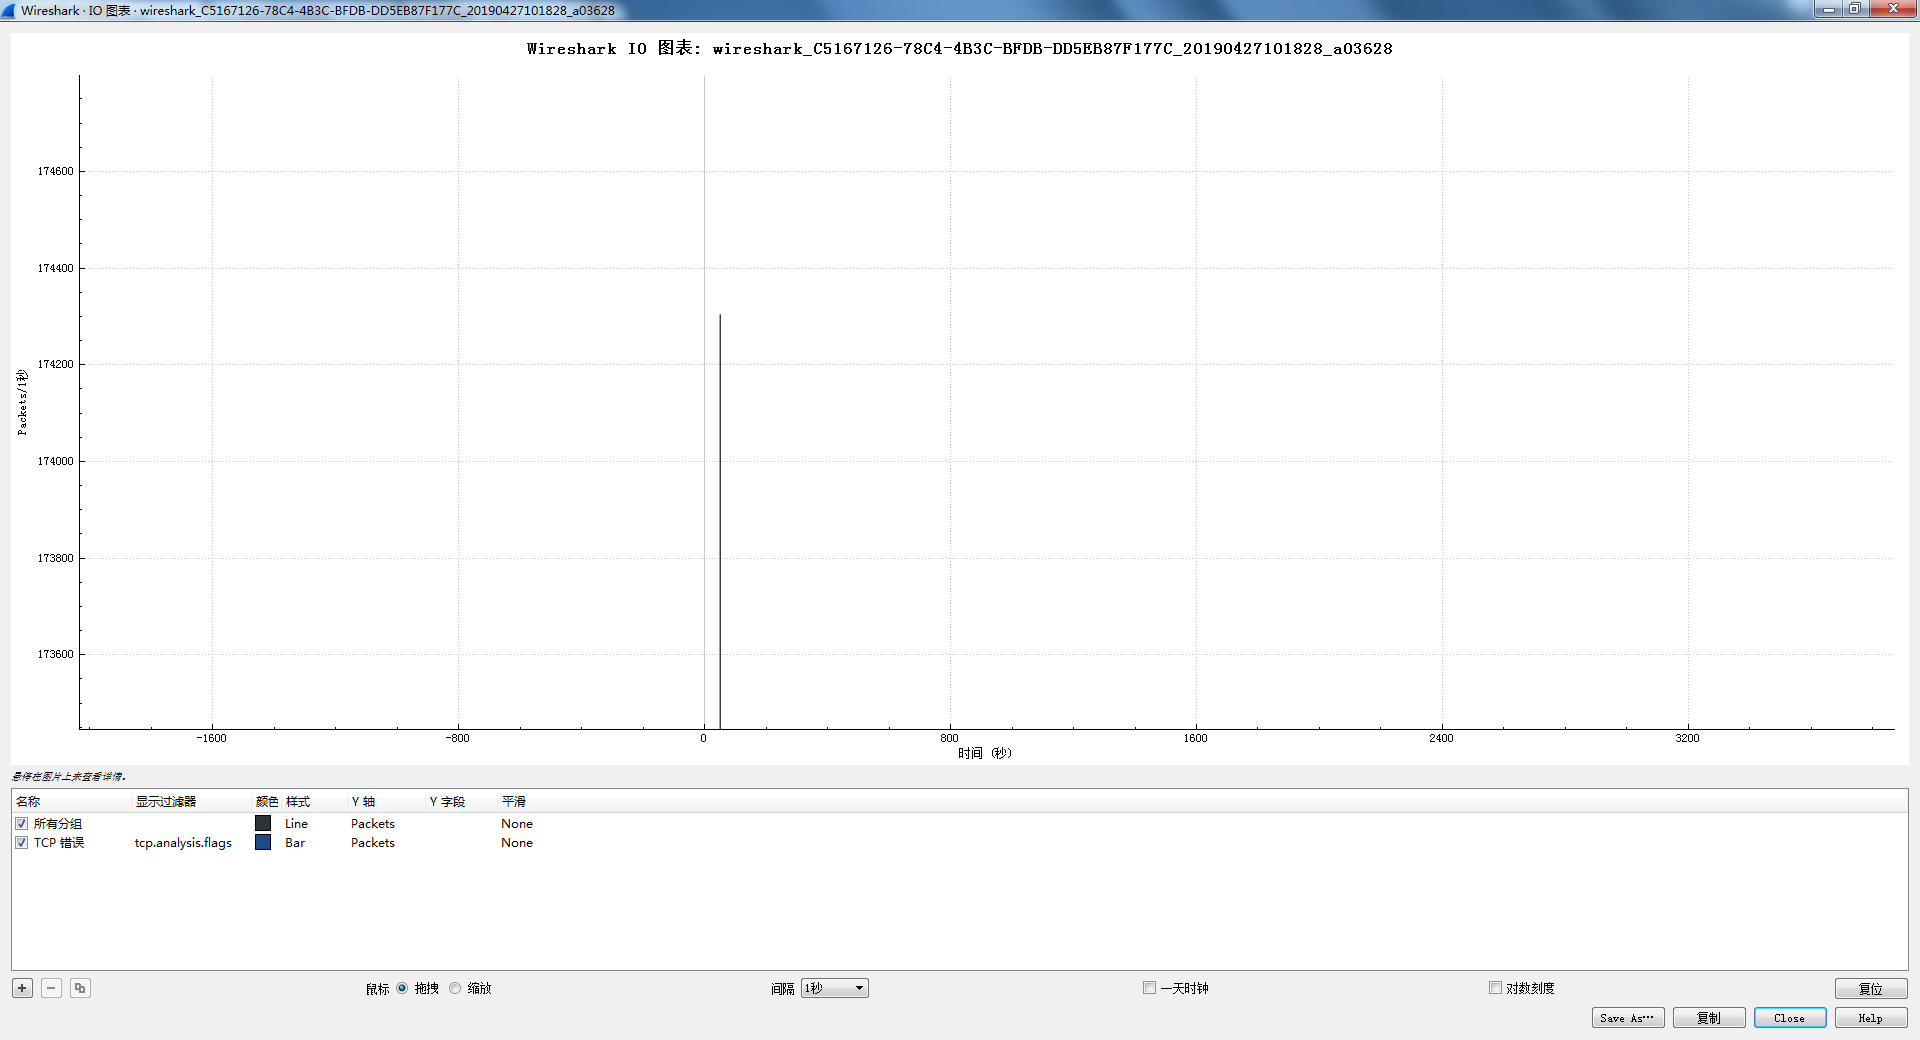 Wireshark · IO 图表 · wireshark_C5167126-78C4-4B3C-BFDB-DD5EB87F177C_20190427101828_a03628
Wireshark IO 图表: wireshark_C5167126-78C4-4B3C-BFDB-DD5EB87F177C_20190427101828_a03628
174600
174400
174200
174000
173800
173600
Packets/1秒
-1600 -800 0 800 1600 2400 3200
时间 (秒)
悬停在图片上来查看详情。
名称 显示过滤器 颜色 样式 Y 轴 Y 字段 平滑
所有分组 Line Packets None
TCP 错误 tcp.analysis.flags Bar Packets None
鼠标 拖拽 缩放 间隔 1秒 一天时钟 对数刻度 复位
Save As… 复制 Close Help